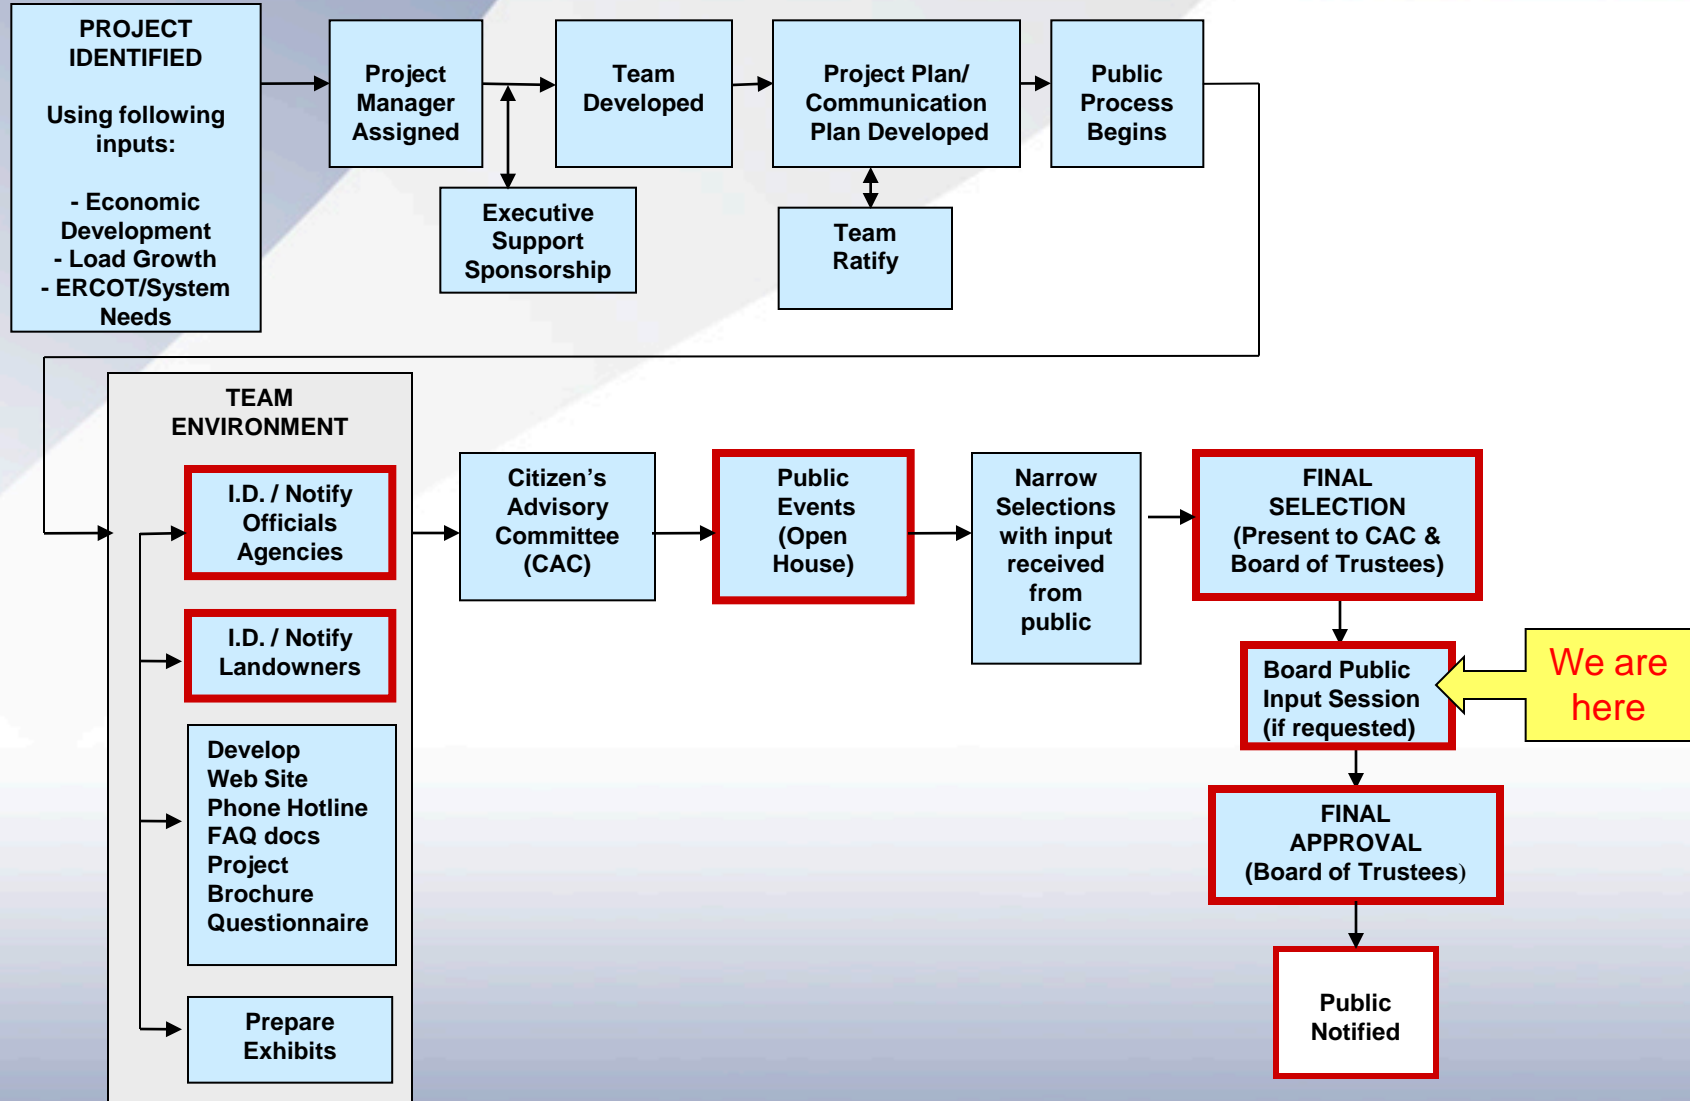 PROJECT
IDENTIFIED
Using following
inputs:
- Economic
Development
- Load Growth
- ERCOT/System
Needs
Project
Manager
Assigned
Executive
Support
Sponsorship
Team
Developed
Project Plan/
Communication
Plan Developed
Team
Ratify
Public
Process
Begins
TEAM
ENVIRONMENT
I.D. / Notify
Officials
Agencies
I.D. / Notify
Landowners
Develop
Web Site
Phone Hotline
FAQ docs
Project
Brochure
Questionnaire
Prepare
Exhibits
Citizen's
Advisory
Committee
(CAC)
Public
Events
(Open
House)
Narrow
Selections
with input
received
from
public
FINAL
SELECTION
(Present to CAC &
Board of Trustees)
Board Public
Input Session
(if requested)
We are
here
FINAL
APPROVAL
(Board of Trustees)
Public
Notified